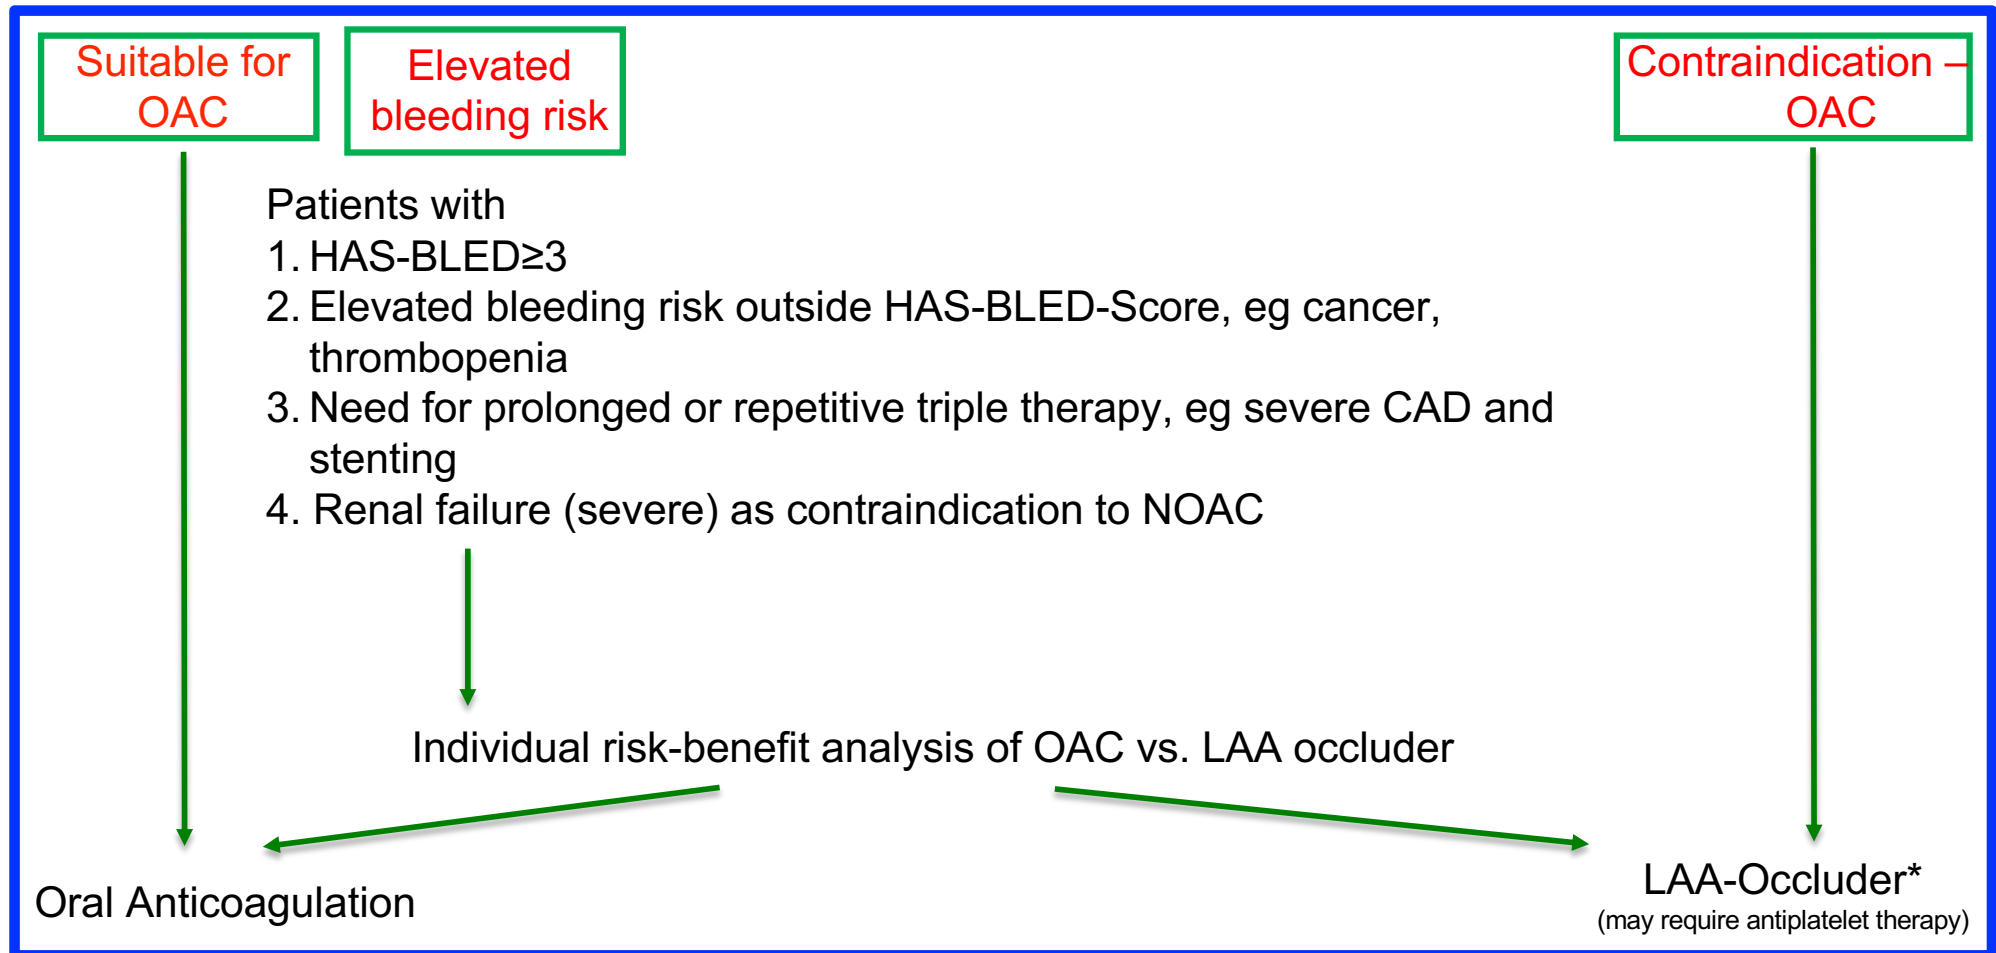 Suitable for
OAC
Elevated
bleeding risk
Contraindication –
OAC
Patients with
1. HAS-BLED≥3
2. Elevated bleeding risk outside HAS-BLED-Score, eg cancer,
thrombopenia
3. Need for prolonged or repetitive triple therapy, eg severe CAD and
stenting
4. Renal failure (severe) as contraindication to NOAC
Individual risk-benefit analysis of OAC vs. LAA occluder
Oral Anticoagulation
LAA-Occluder*
(may require antiplatelet therapy)